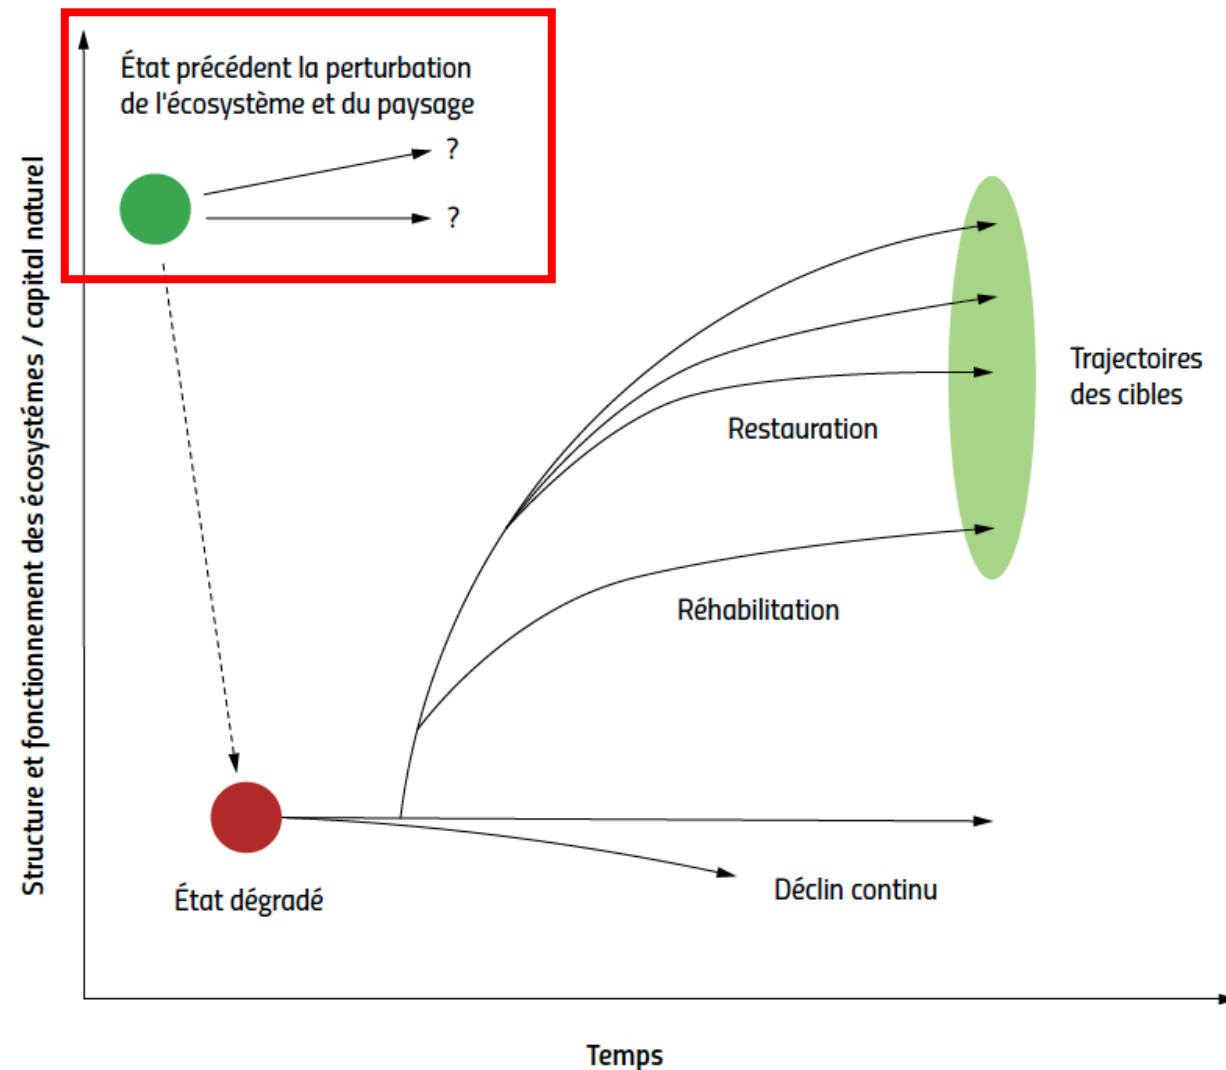 État précédent la perturbation
de l'écosystème et du paysage
?
?
Structure et fonctionnement des écosystémes / capital naturel
Trajectoires
des cibles
Restauration
Réhabilitation
État dégradé
Déclin continu
Temps